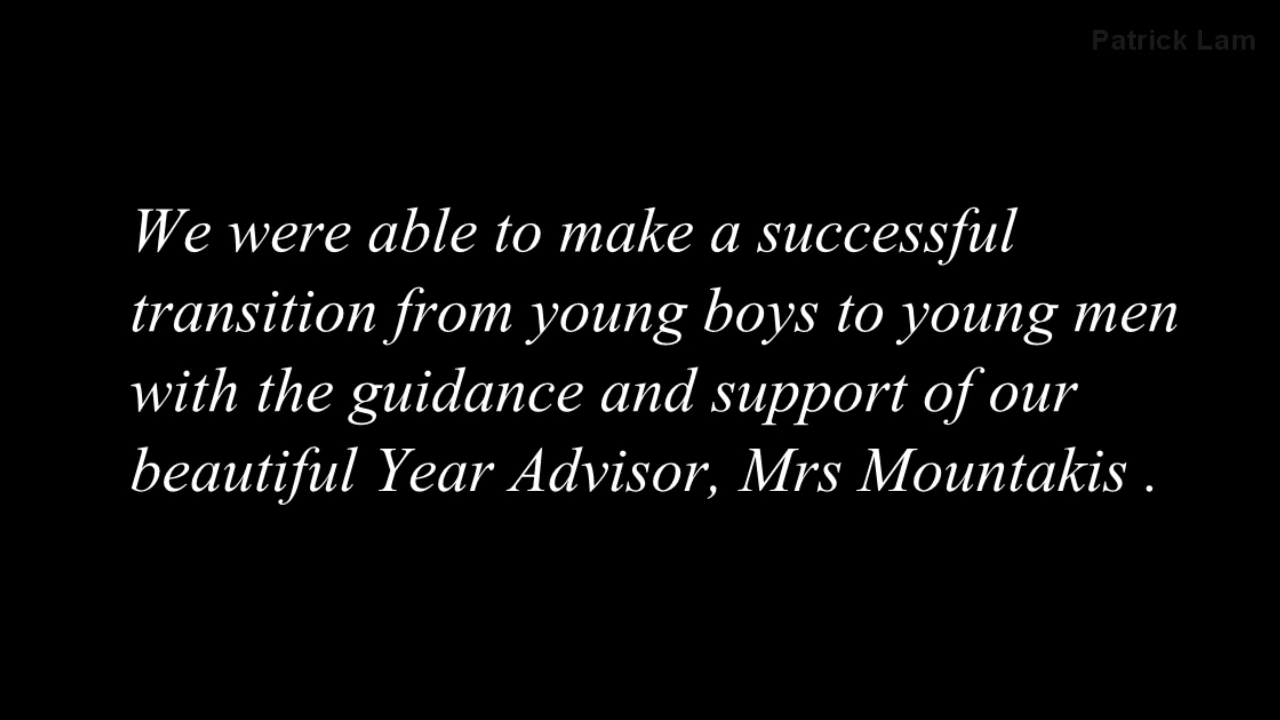 Patrick Lam
We were able to make a successful
transition from young boys to young men
with the guidance and support of our
beautiful Year Advisor, Mrs Mountakis .